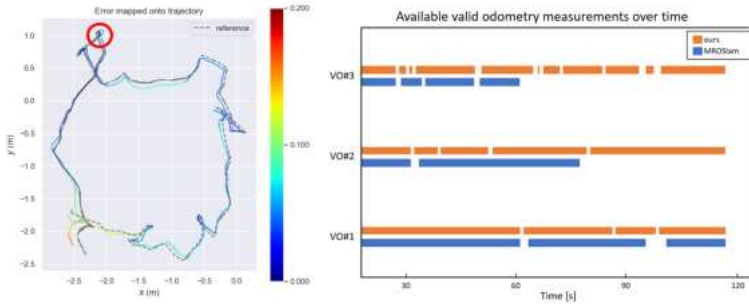 Error mapped onto trajectory
reference
0.200
0.110
0.000
1.0
0.5
0.0
−0.5
−1.0
−1.5
−2.0
−2.5
y (m)
−2.5
−2.0
−1.5
−1.0
−0.5
0.0
x (m)
Available valid odometry measurements over time
ours
MROSlam
VO#3
VO#2
VO#1
30
60
90
120
Time [s]